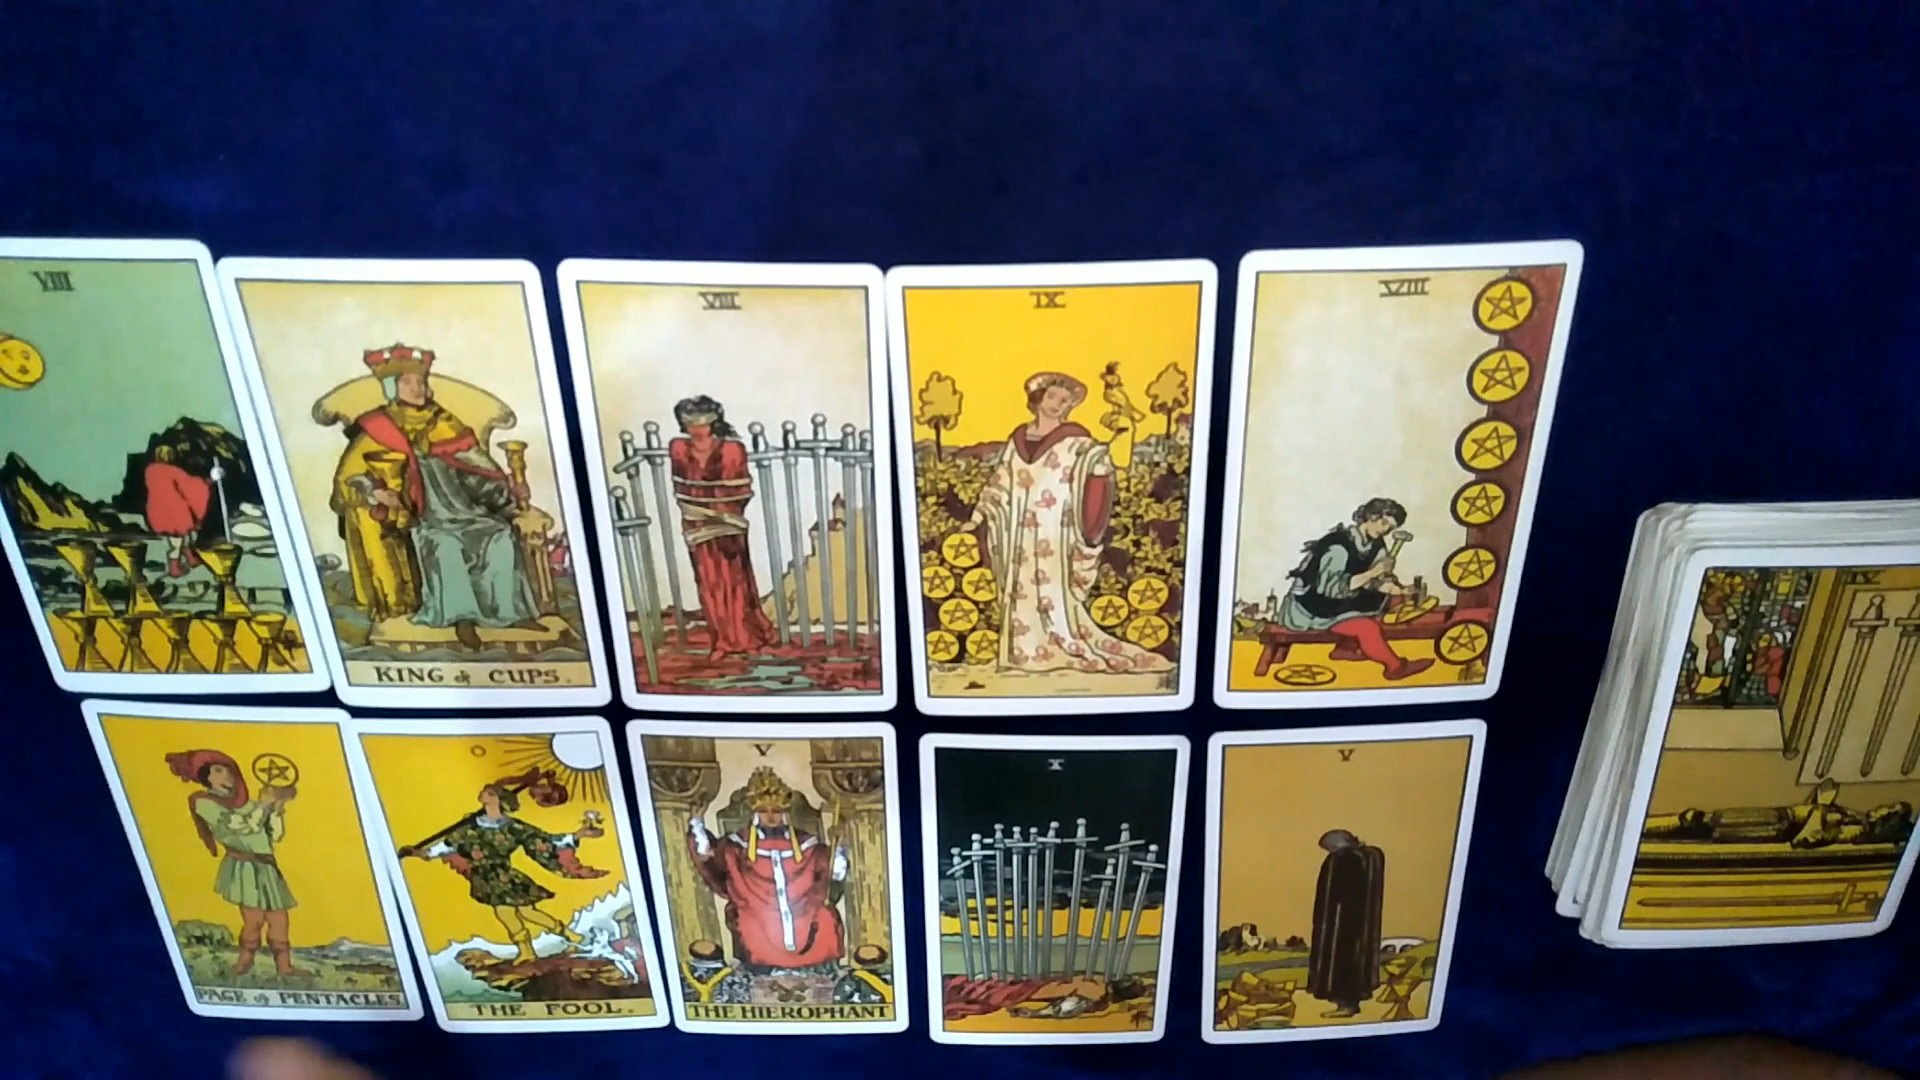 VIII
KING of CUPS.
VIII
IX
VIII
IV
PAGE of PENTACLES
THE FOOL.
0
V
THE HIEROPHANT
X
V